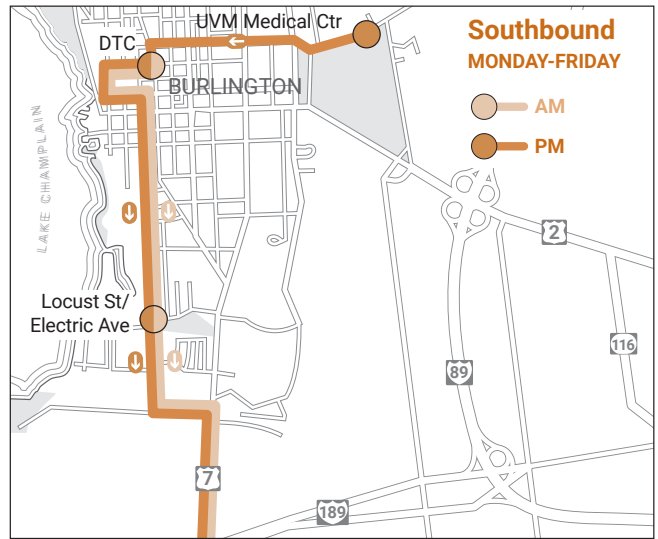 UVM Medical Ctr
DTC
BURLINGTON
Southbound
MONDAY-FRIDAY
AM
PM
LAKE CHAMPLAIN
2
Locust St/
Electric Ave
116
89
7
189